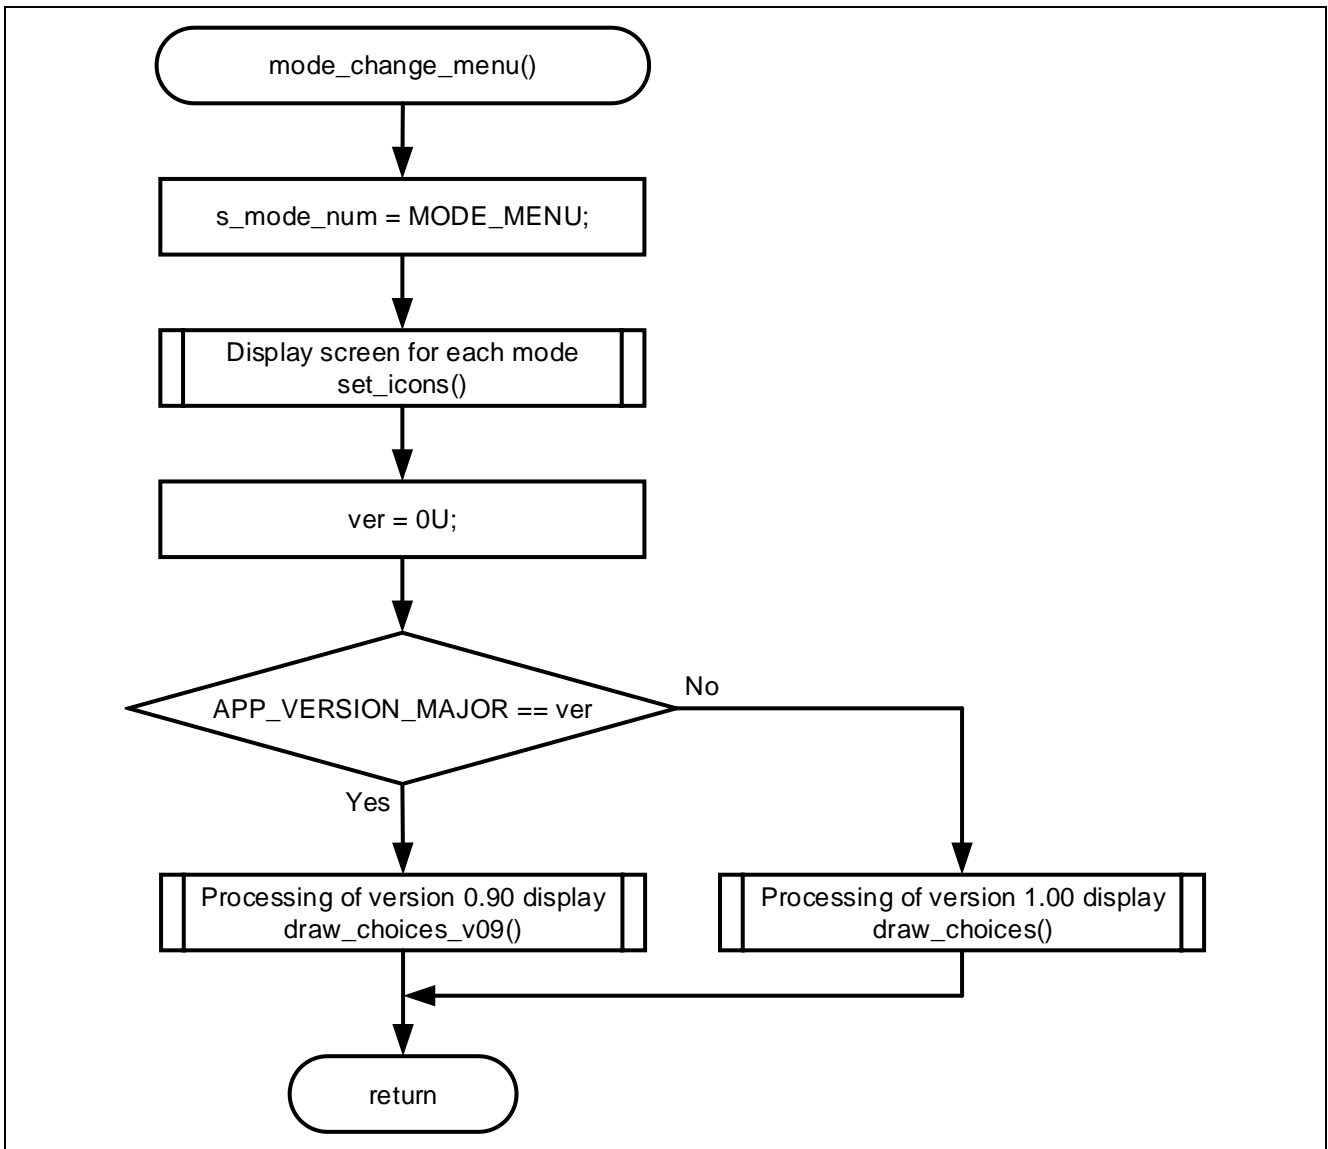 mode_change_menu()
s_mode_num = MODE_MENU;
Display screen for each mode
set_icons()
ver = 0U;
APP_VERSION_MAJOR == ver
No
Yes
Processing of version 0.90 display
draw_choices_v09()
Processing of version 1.00 display
draw_choices()
return